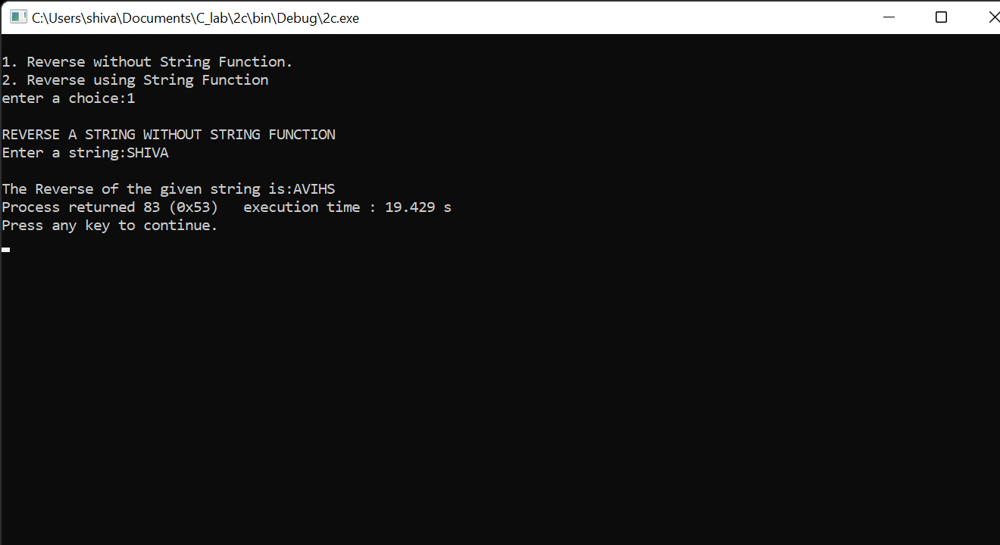 C:\Users\shiva\Documents\C_lab\2c\bin\Debug\2c.exe
1. Reverse without String Function.
2. Reverse using String Function
enter a choice:1
REVERSE A STRING WITHOUT STRING FUNCTION
Enter a string:SHIVA
The Reverse of the given string is:AVIHS
Process returned 83 (0x53)   execution time : 19.429 s
Press any key to continue.